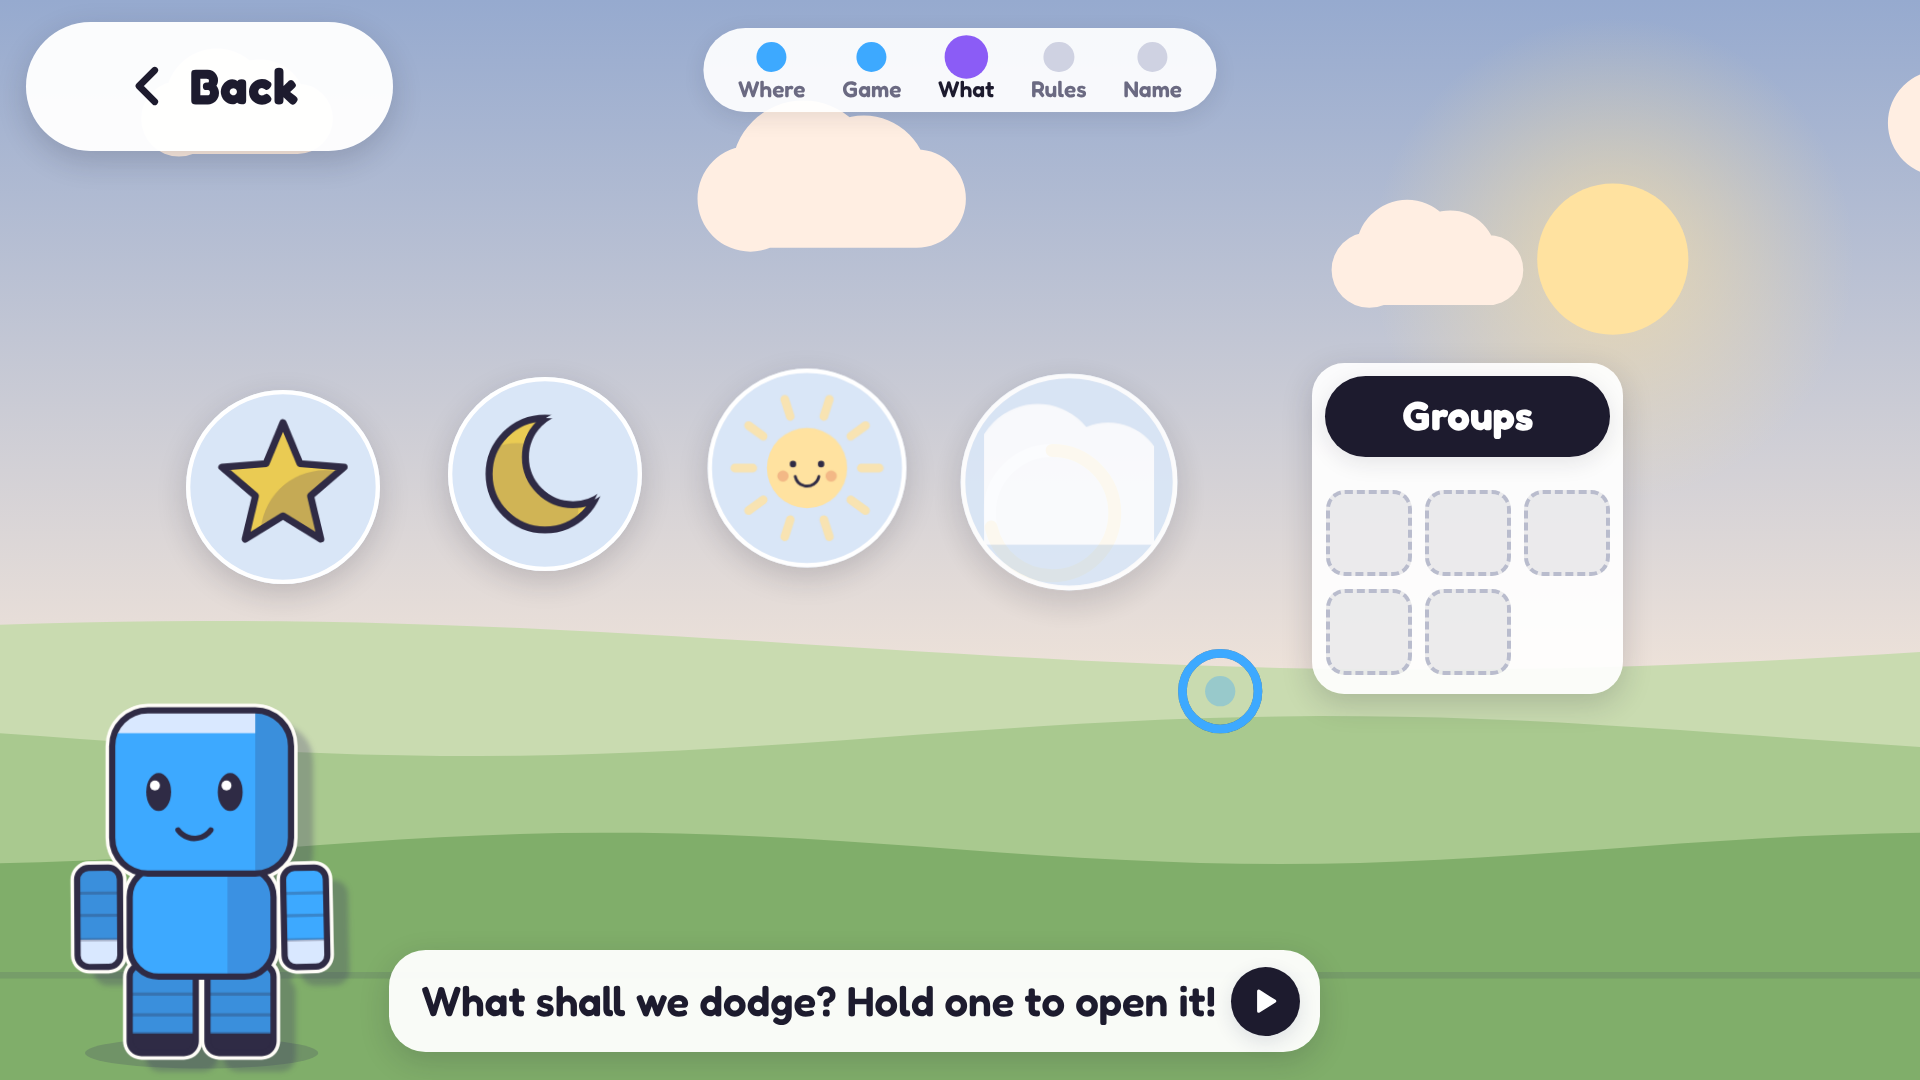 Back
Where
Game
What
Rules
Name
Groups
What shall we dodge? Hold one to open it!